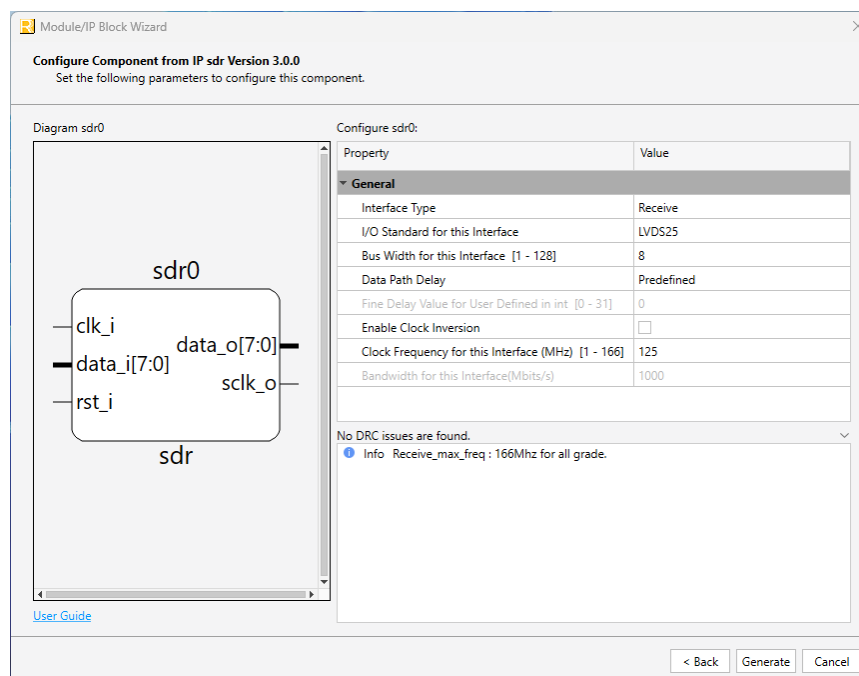 Module/IP Block Wizard
Configure Component from IP sdr Version 3.0.0
Set the following parameters to configure this component.
Diagram sdr0
Configure sdr0:
Property Value
General
Interface Type Receive
I/O Standard for this Interface LVDS25
Bus Width for this Interface [1 - 128] 8
Data Path Delay Predefined
Fine Delay Value for User Defined in int [0 - 31] 0
Enable Clock Inversion
Clock Frequency for this Interface (MHz) [1 - 166] 125
Bandwidth for this Interface(Mbits/s) 1000
sdr0
clk_i
data_i[7:0]
rst_i
data_o[7:0]
sclk_o
sdr
No DRC issues are found.
Info Receive_max_freq : 166Mhz for all grade.
User Guide
< Back Generate Cancel